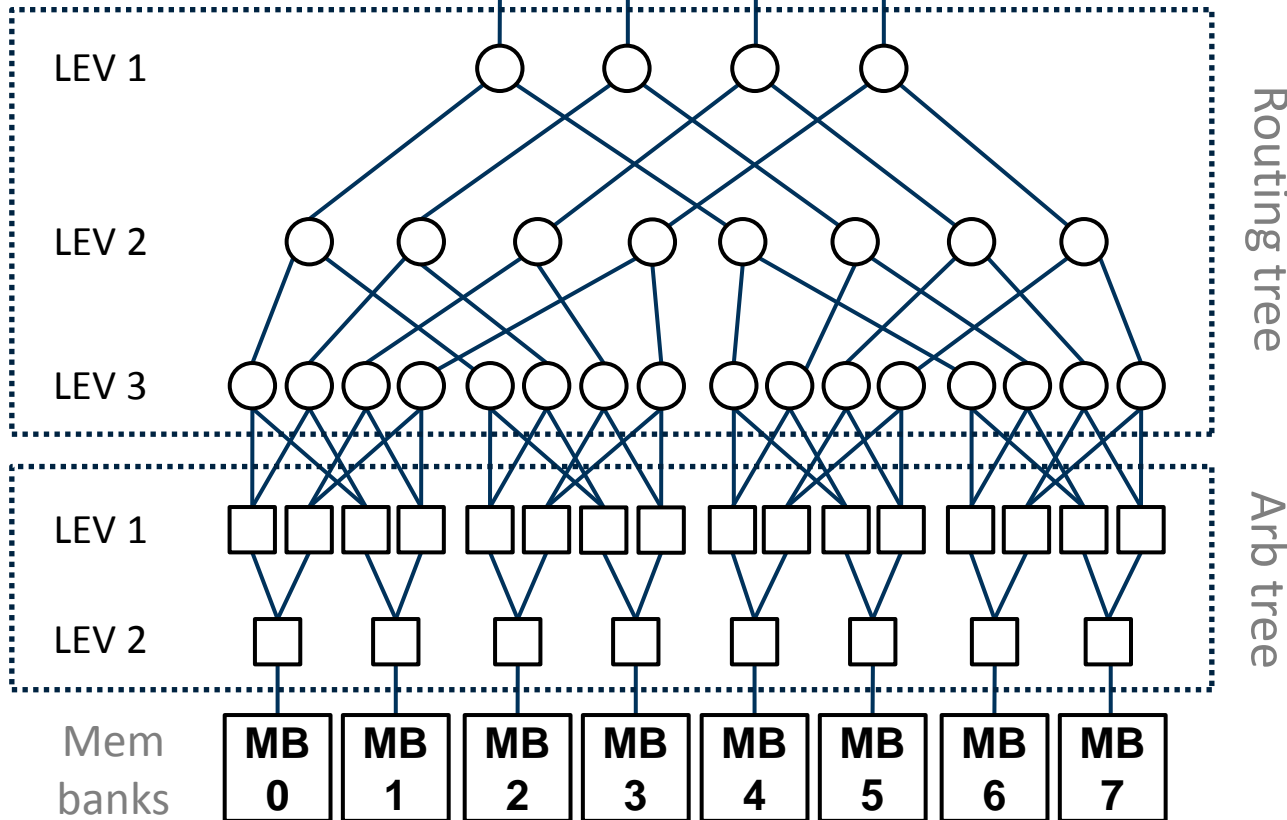 LEV 1
LEV 2
LEV 3
Routing tree
LEV 1
LEV 2
Arb tree
Mem
banks
MB MB MB MB MB MB MB MB
0 1 2 3 4 5 6 7